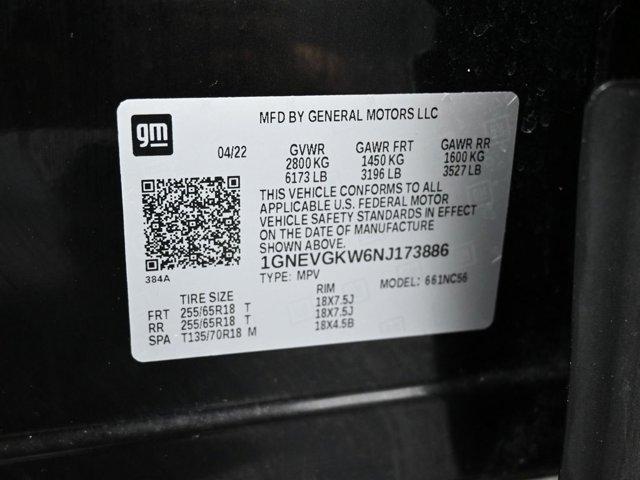 gm
MFD BY GENERAL MOTORS LLC
04/22
GVWR GAWR FRT GAWR RR
2800 KG 1450 KG 1600 KG
6173 LB 3196 LB 3527 LB
THIS VEHICLE CONFORMS TO ALL
APPLICABLE U.S. FEDERAL MOTOR
VEHICLE SAFETY STANDARDS IN EFFECT
ON THE DATE OF MANUFACTURE
SHOWN ABOVE.
1GNEVGKW6NJ173886
384A
TYPE: MPV MODEL: 661NC56
TIRE SIZE RIM
FRT 255/65R18 T 18X7.5J
RR 255/65R18 T 18X7.5J
SPA T135/70R18 M 18X4.5B